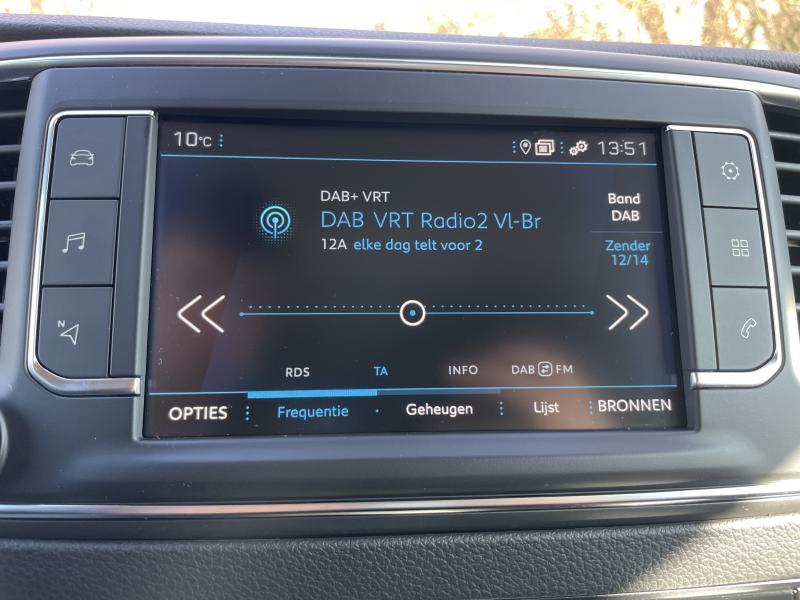 10°C
13:51
DAB+ VRT
DAB VRT Radio2 Vl-Br
12A elke dag telt voor 2
Band
DAB
Zender
12/14
N
RDS TA INFO DAB FM
OPTIES Frequentie Geheugen Lijst BRONNEN